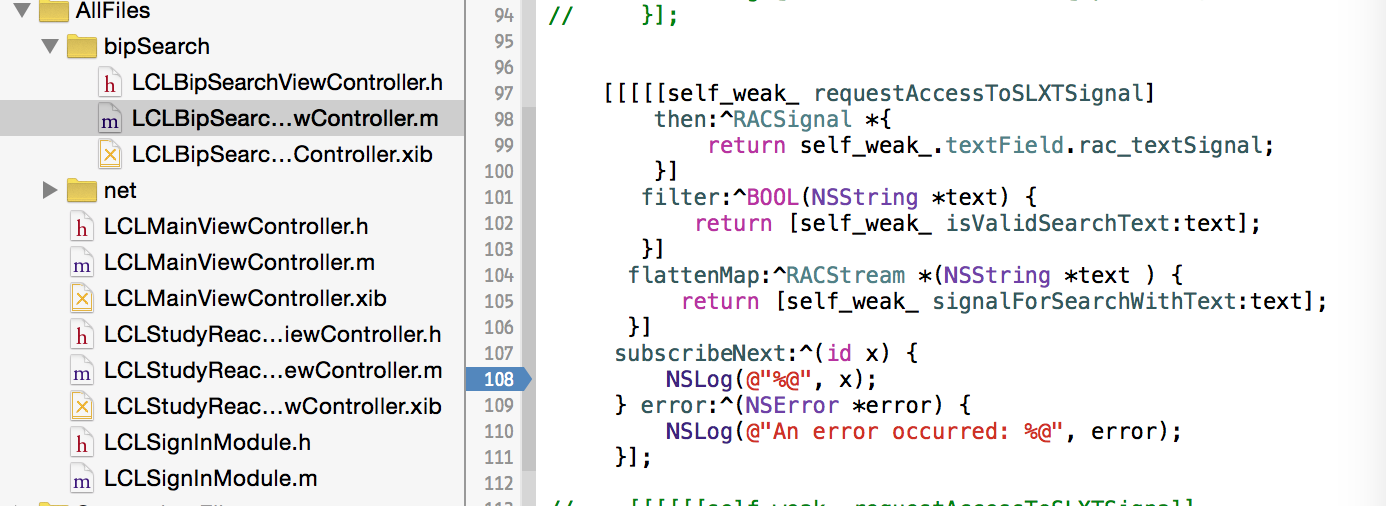 AllFiles
bipSearch
h LCLBipSearchViewController.h
m LCLBipSearc...wController.m
LCLBipSearc...Controller.xib
net
h LCLMainViewController.h
m LCLMainViewController.m
LCLMainViewController.xib
h LCLStudyReac...iewController.h
m LCLStudyReac...ewController.m
LCLStudyReac...wController.xib
h LCLSignInModule.h
m LCLSignInModule.m
94 // }];
95
96
97 [[[[[self_weak_ requestAccessToSLXTSignal]
98 then:^RACSignal *{
99 return self_weak_.textField.rac_textSignal;
100 }]
101 filter:^BOOL(NSString *text) {
102 return [self_weak_ isValidSearchText:text];
103 }]
104 flattenMap:^RACStream *(NSString *text ) {
105 return [self_weak_ signalForSearchWithText:text];
106 }]
107 subscribeNext:^(id x) {
108 NSLog(@"%@", x);
109 } error:^(NSError *error) {
110 NSLog(@"An error occurred: %@", error);
111 }];
112
113 // [[[[[[self_weak_ requestAccessToSLXTSignal]